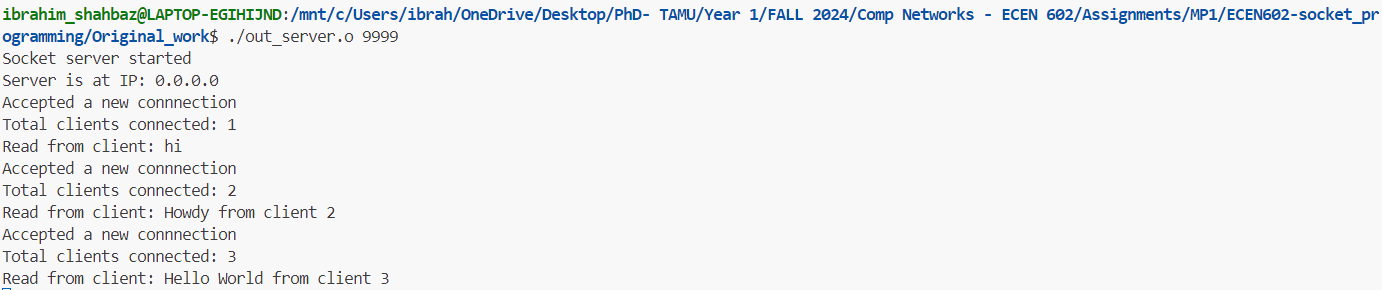 ibrahim_shahbaz@LAPTOP-EGIHIJND:/mnt/c/Users/ibrah/OneDrive/Desktop/PhD- TAMU/Year 1/FALL 2024/Comp Networks - ECEN 602/Assignments/MP1/ECEN602-socket_pr
ogramming/Original_work$ ./out_server.o 9999
Socket server started
Server is at IP: 0.0.0.0
Accepted a new connnection
Total clients connected: 1
Read from client: hi
Accepted a new connnection
Total clients connected: 2
Read from client: Howdy from client 2
Accepted a new connnection
Total clients connected: 3
Read from client: Hello World from client 3